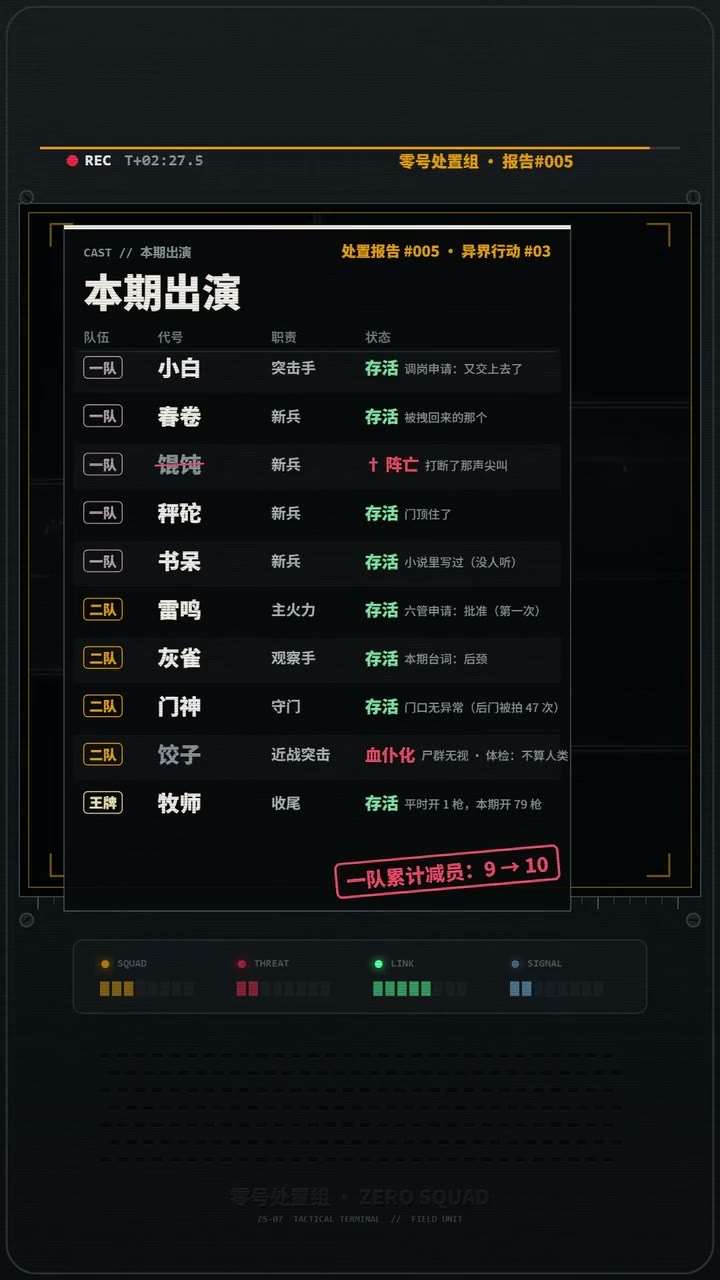 REC T+02:27.5 零号处置组 · 报告#005
CAST // 本期出演 处置报告 #005 · 异界行动 #03
本期出演
队伍 代号 职责 状态
一队 小白 突击手 存活 调岗申请：又交上去了
一队 春卷 新兵 存活 被拽回来的那个
一队 馄饨 新兵 † 阵亡 打断了那声尖叫
一队 秤砣 新兵 存活 门顶住了
一队 书呆 新兵 存活 小说里写过（没人听）
二队 雷鸣 主火力 存活 六管申请：批准（第一次）
二队 灰雀 观察手 存活 本期台词：后颈
二队 门神 守门 存活 门口无异常（后门被拍 47 次）
二队 饺子 近战突击 血仆化 尸群无视 · 体检：不算人类
王牌 牧师 收尾 存活 平时开 1 枪，本期开 79 枪
一队累计减员：9 → 10
SQUAD THREAT LINK SIGNAL
零号处置组 · ZERO SQUAD
ZS-07 TACTICAL TERMINAL // FIELD UNIT